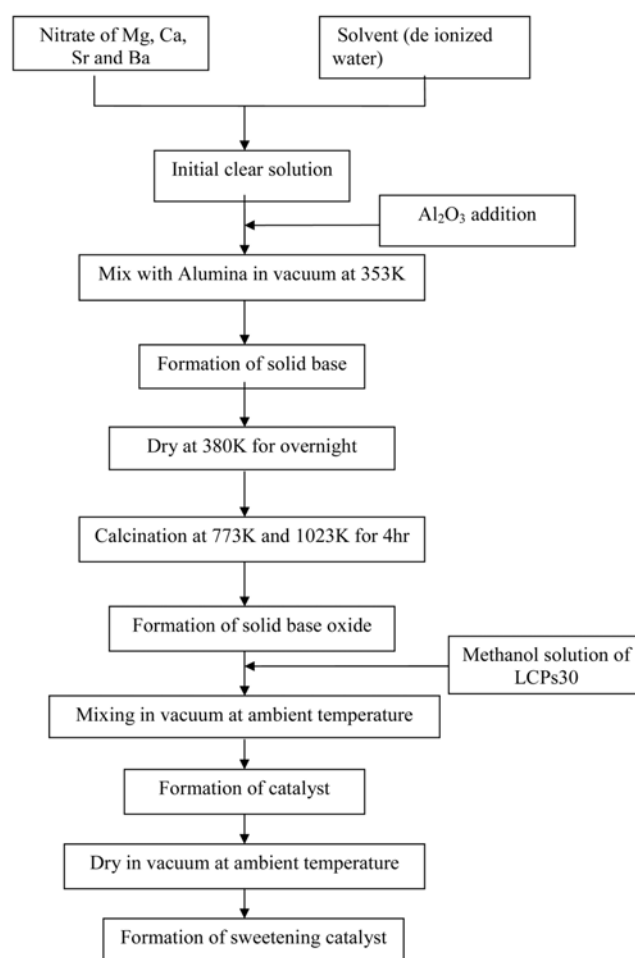 Nitrate of Mg, Ca,
Sr and Ba
Solvent (de ionized
water)
Initial clear solution
Al₂O₃ addition
Mix with Alumina in vacuum at 353K
Formation of solid base
Dry at 380K for overnight
Calcination at 773K and 1023K for 4hr
Formation of solid base oxide
Methanol solution of
LCPs30
Mixing in vacuum at ambient temperature
Formation of catalyst
Dry in vacuum at ambient temperature
Formation of sweetening catalyst